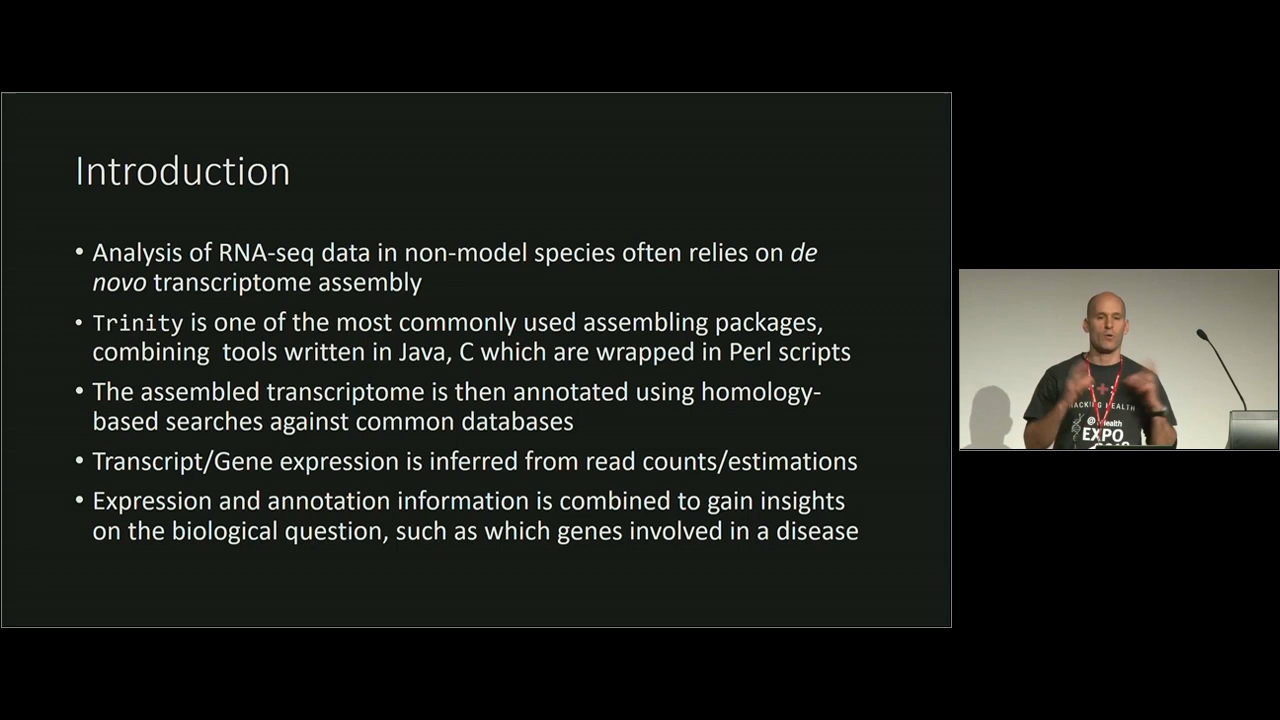 Introduction
• Analysis of RNA-seq data in non-model species often relies on de
novo transcriptome assembly
• Trinity is one of the most commonly used assembling packages,
combining  tools written in Java, C which are wrapped in Perl scripts
• The assembled transcriptome is then annotated using homology-
based searches against common databases
• Transcript/Gene expression is inferred from read counts/estimations
• Expression and annotation information is combined to gain insights
on the biological question, such as which genes involved in a disease
HACKING HEALTH
Health
EXPO